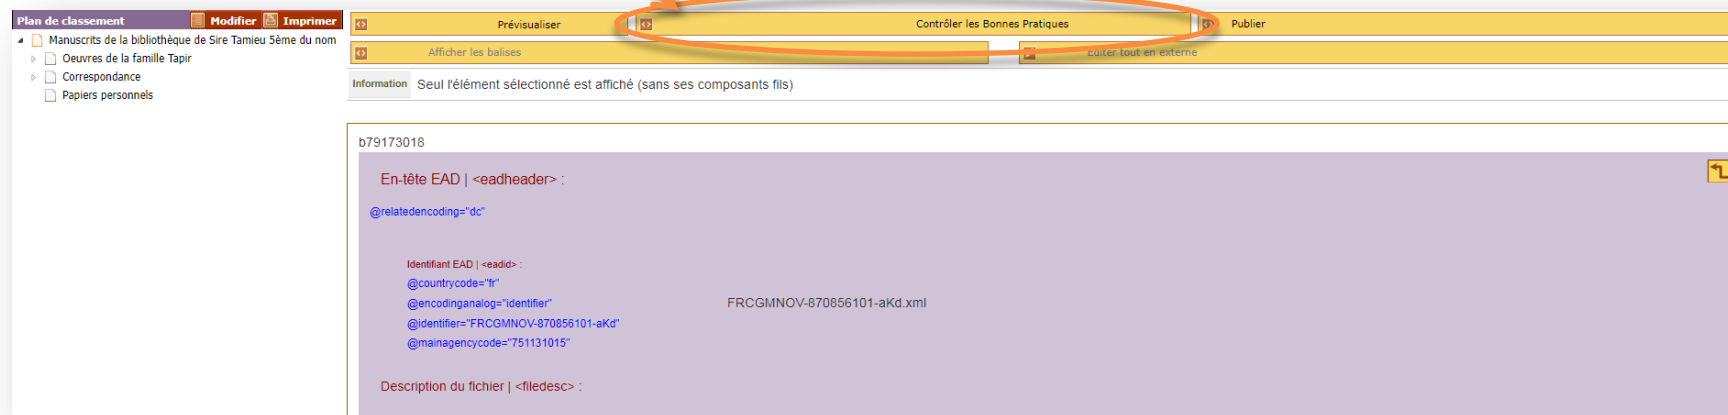 Plan de classement Modifier Imprimer
Manuscrits de la bibliothèque de Sire Tamieu 5ème du nom
Oeuvres de la famille Tapir
Correspondance
Papiers personnels
Prévisualiser Contrôler les Bonnes Pratiques Publier
Afficher les balises Editer tout en externe
Information Seul l'élément sélectionné est affiché (sans ses composants fils)
b79173018
En-tête EAD | <eadheader> :
@relatedencoding="dc"
Identifiant EAD | <eadid> :
@countrycode="fr"
@encodinganalog="identifier" FRCGMNOV-870856101-aKd.xml
@identifier="FRCGMNOV-870856101-aKd"
@mainagencycode="751131015"
Description du fichier | <filedesc> :